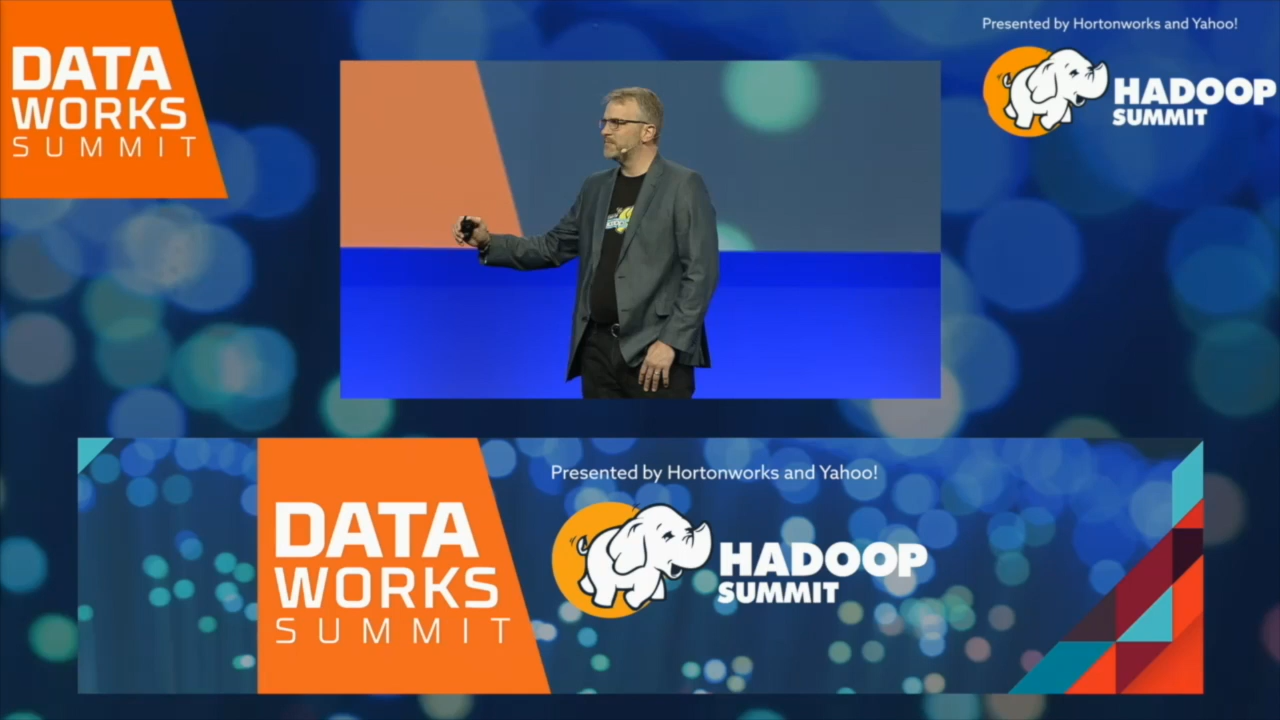 DATA
WORKS
SUMMIT
Presented by Hortonworks and Yahoo!
HADOOP
SUMMIT
Presented by Hortonworks and Yahoo!
DATA
WORKS
SUMMIT
HADOOP
SUMMIT